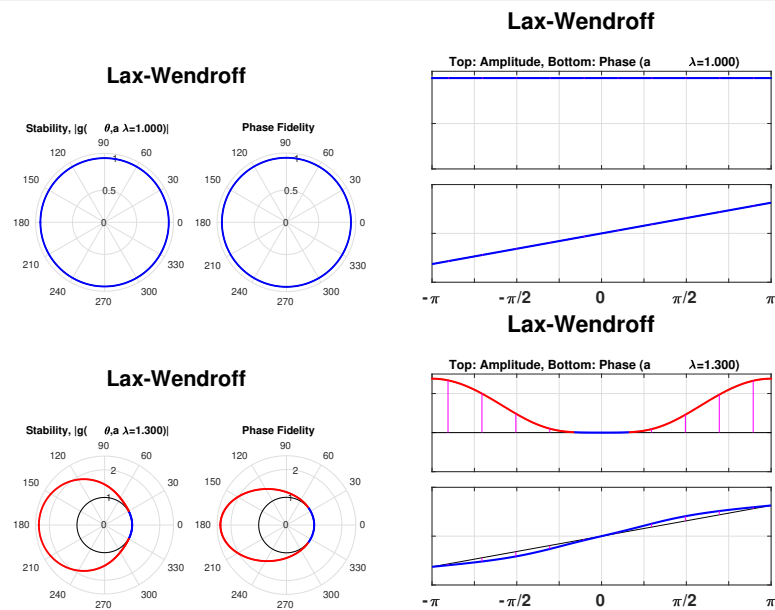 Lax-Wendroff
Stability, |g( θ,a λ=1.000)|
90
120 60
150 30
180 0
210 330
240 300
270
0 0.5 1
Phase Fidelity
90
120 60
150 30
180 0
210 330
240 300
270
0 0.5 1
Lax-Wendroff
Top: Amplitude, Bottom: Phase (a λ=1.000)
-π -π/2 0 π/2 π
Lax-Wendroff
Stability, |g( θ,a λ=1.300)|
90
120 60
150 30
180 0
210 330
240 300
270
0 1 2
Phase Fidelity
90
120 60
150 30
180 0
210 330
240 300
270
0 1 2
Lax-Wendroff
Top: Amplitude, Bottom: Phase (a λ=1.300)
-π -π/2 0 π/2 π